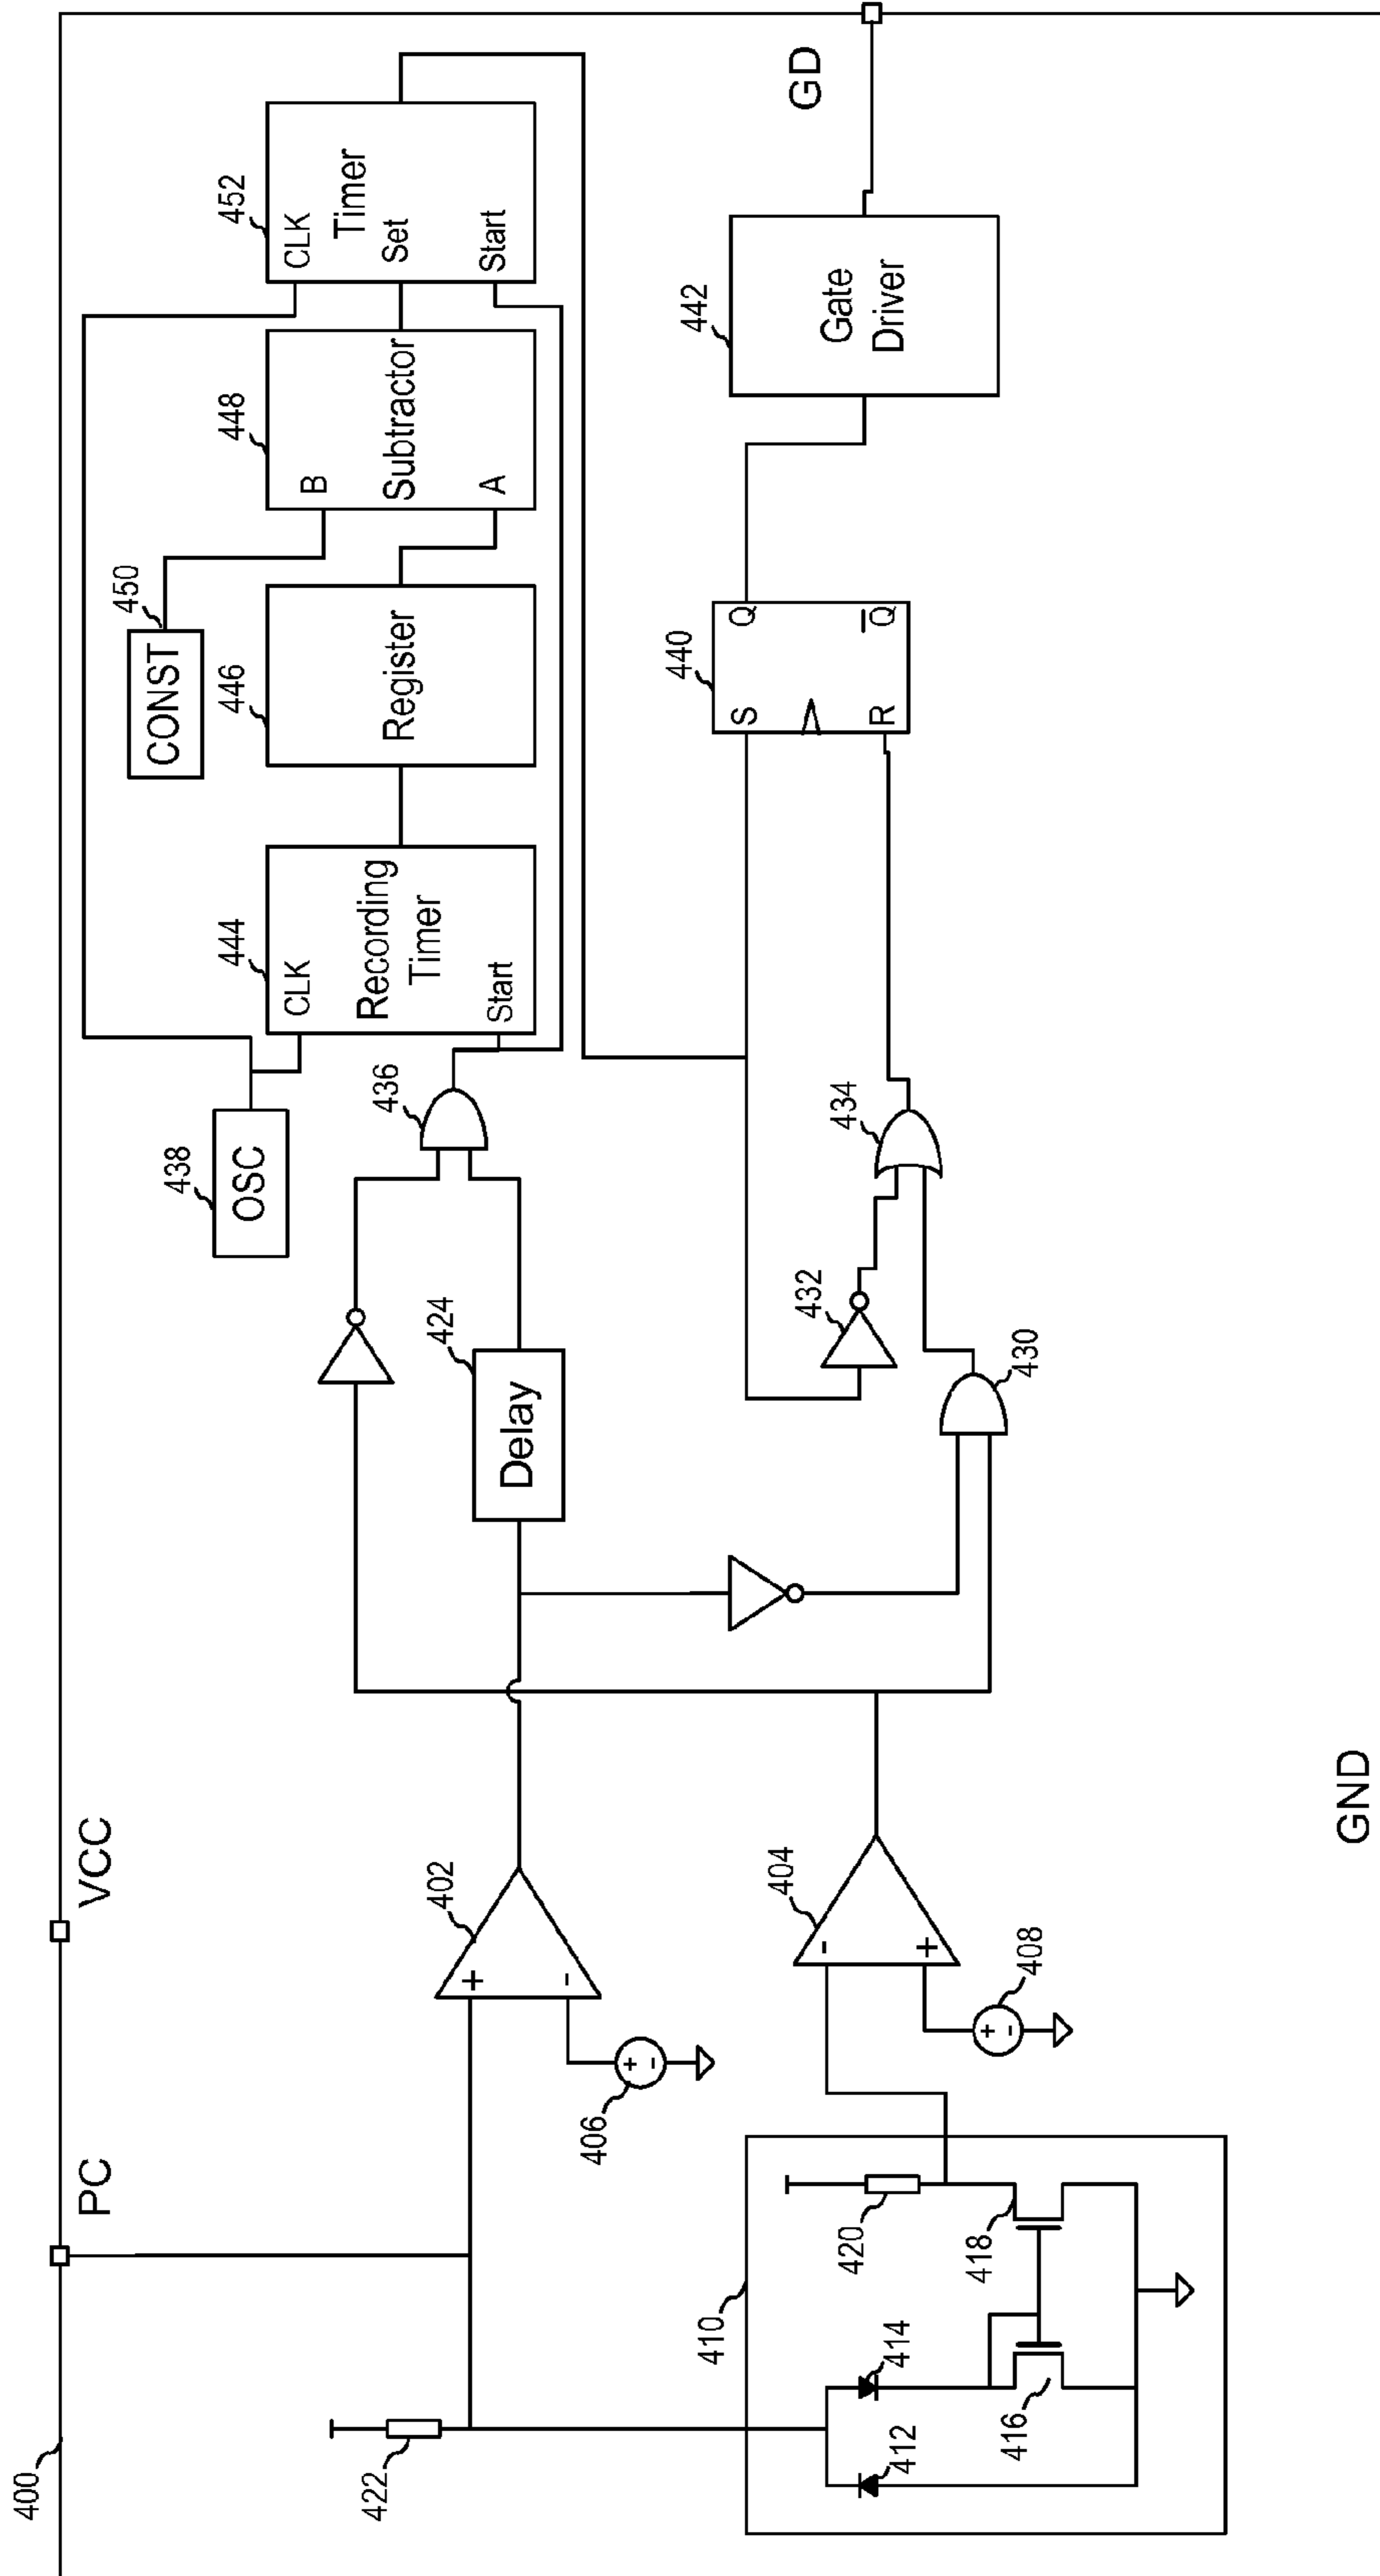 400
PC
VCC
422
410
412
414
416
418
420
406
402
+
-
+
-
404
-
+
408
+
-
Delay
424
430
432
434
436
OSC
438
444
CLK
Recording
Timer
Start
446
Register
CONST
450
448
B
Subtractor
A
452
CLK
Timer
Set
Start
440
S
R
Q
Q
442
Gate
Driver
GD
GND